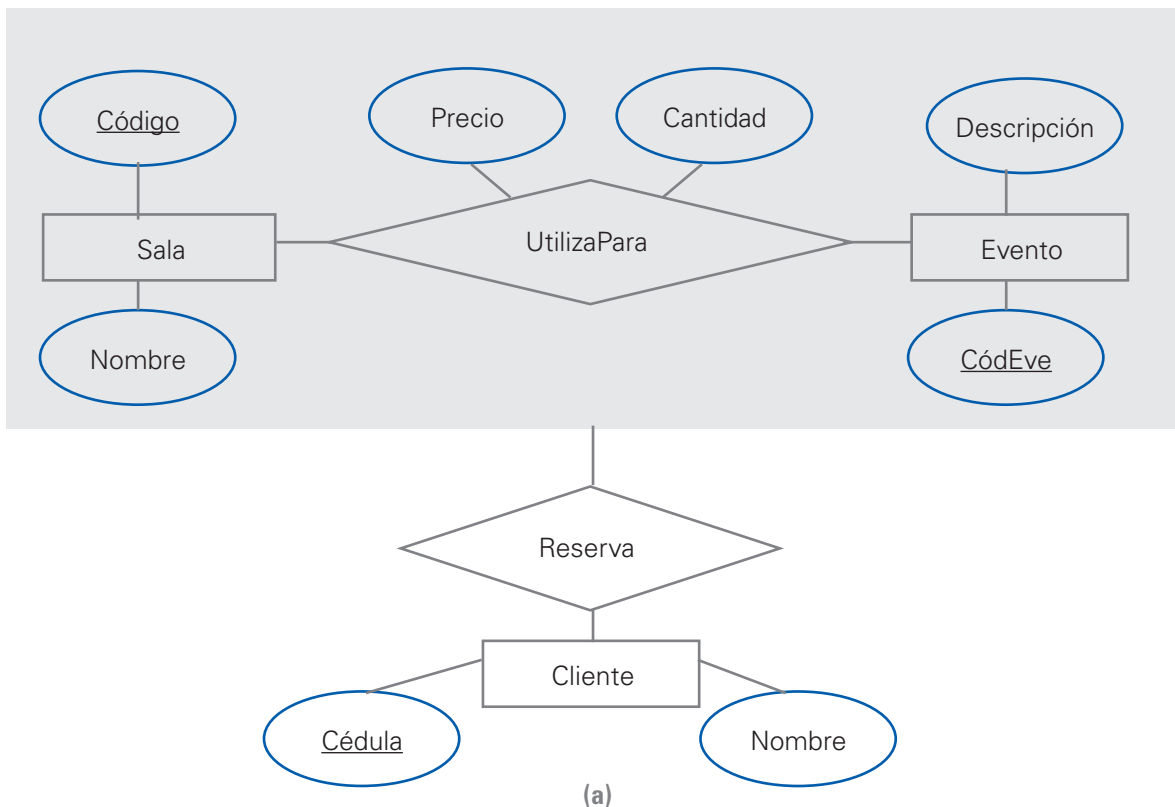 Código
Precio
Cantidad
Descripción
Sala
UtilizaPara
Evento
Nombre
CódEve
Reserva
Cliente
Cédula
Nombre
(a)